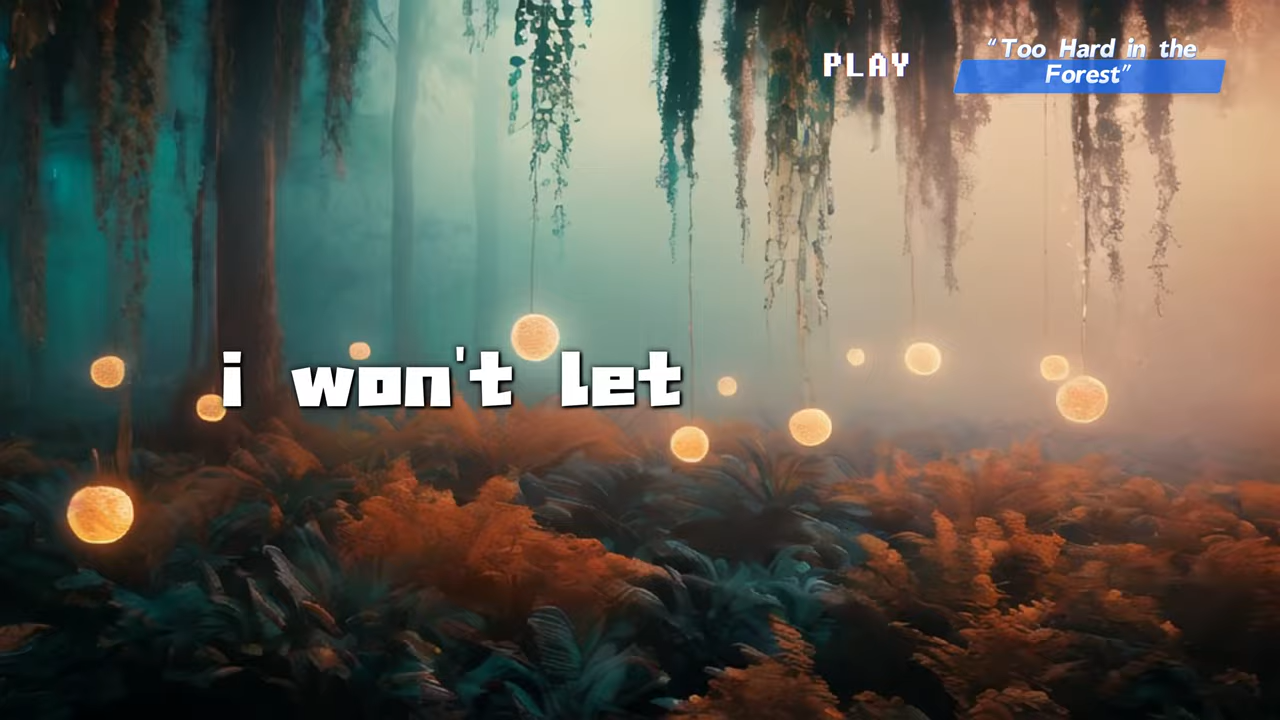 PLAY
“Too Hard in the
Forest”
i won't let